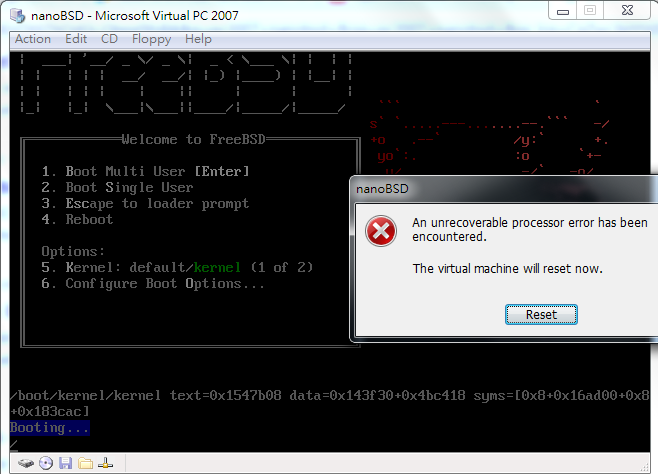 nanoBSD - Microsoft Virtual PC 2007
Action Edit CD Floppy Help
Welcome to FreeBSD
1. Boot Multi User [Enter]
2. Boot Single User
3. Escape to loader prompt
4. Reboot
Options:
5. Kernel: default/kernel (1 of 2)
6. Configure Boot Options...
nanoBSD
An unrecoverable processor error has been
encountered.
The virtual machine will reset now.
Reset
/boot/kernel/kernel text=0x1547b08 data=0x143f30+0x4bc418 syms=[0x8+0x16ad00+0x8
+0x183cac]
Booting...
/